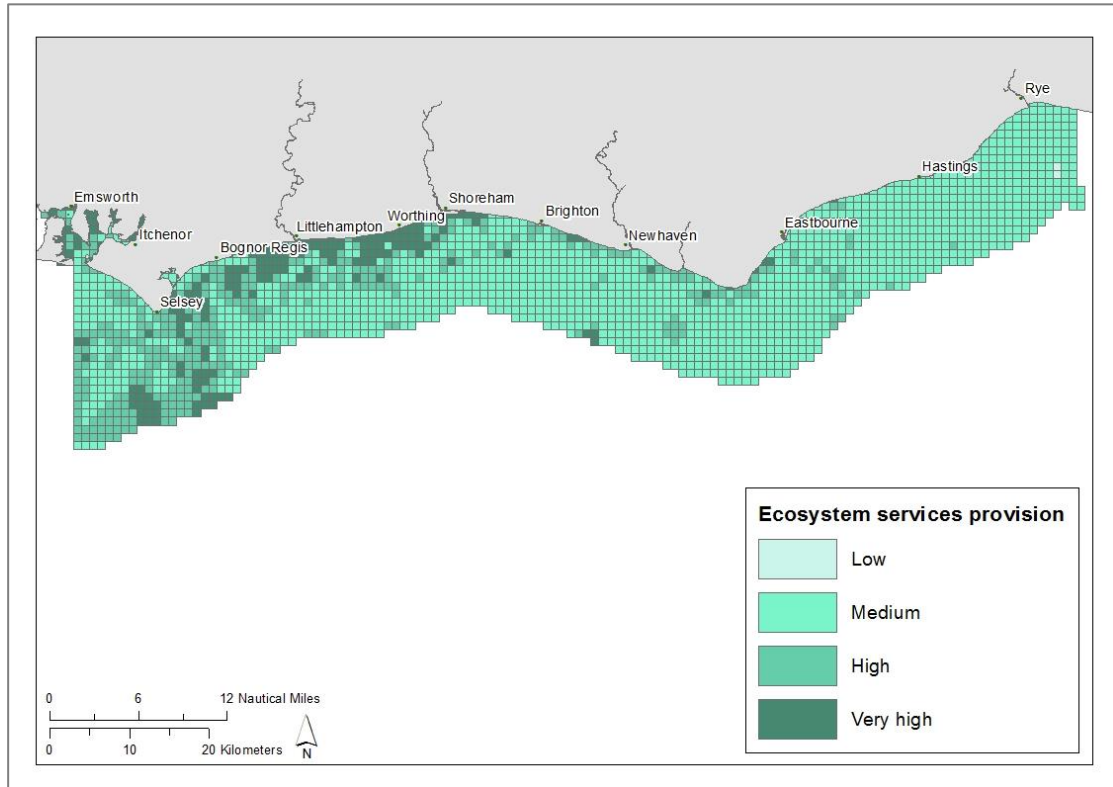 Rye
Hastings
Emsworth
Shoreham
Itchenor
Worthing
Brighton
Littlehampton
Eastbourne
Newhaven
Bognor Regis
Selsey
Ecosystem services provision
Low
Medium
High
Very high
0 6 12 Nautical Miles
0 10 20 Kilometers
N